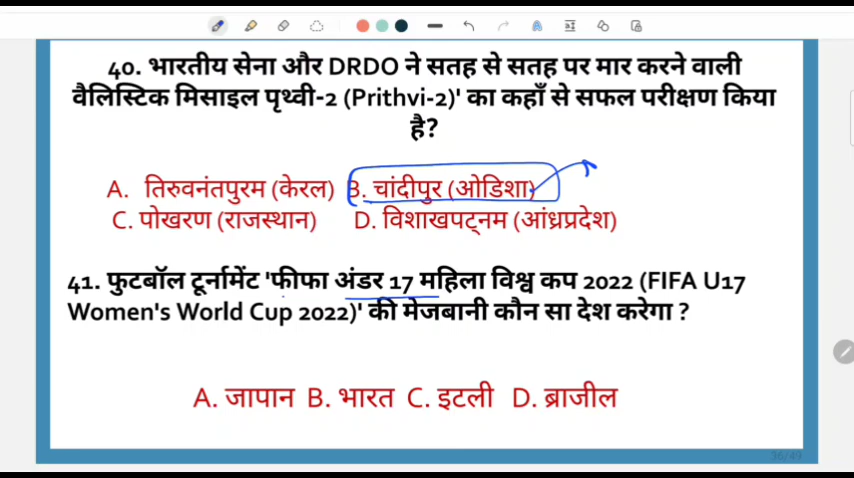 40. भारतीय सेना और DRDO ने सतह से सतह पर मार करने वाली
वैलिस्टिक मिसाइल पृथ्वी-2 (Prithvi-2)' का कहाँ से सफल परीक्षण किया
है?
A. तिरुवनंतपुरम (केरल) B. चांदीपुर (ओडिशा)
C. पोखरण (राजस्थान) D. विशाखपट्नम (आंध्रप्रदेश)
41. फुटबॉल टूर्नामेंट 'फीफा अंडर 17 महिला विश्व कप 2022 (FIFA U17
Women's World Cup 2022)' की मेजबानी कौन सा देश करेगा ?
A. जापान B. भारत C. इटली D. ब्राजील
36/49